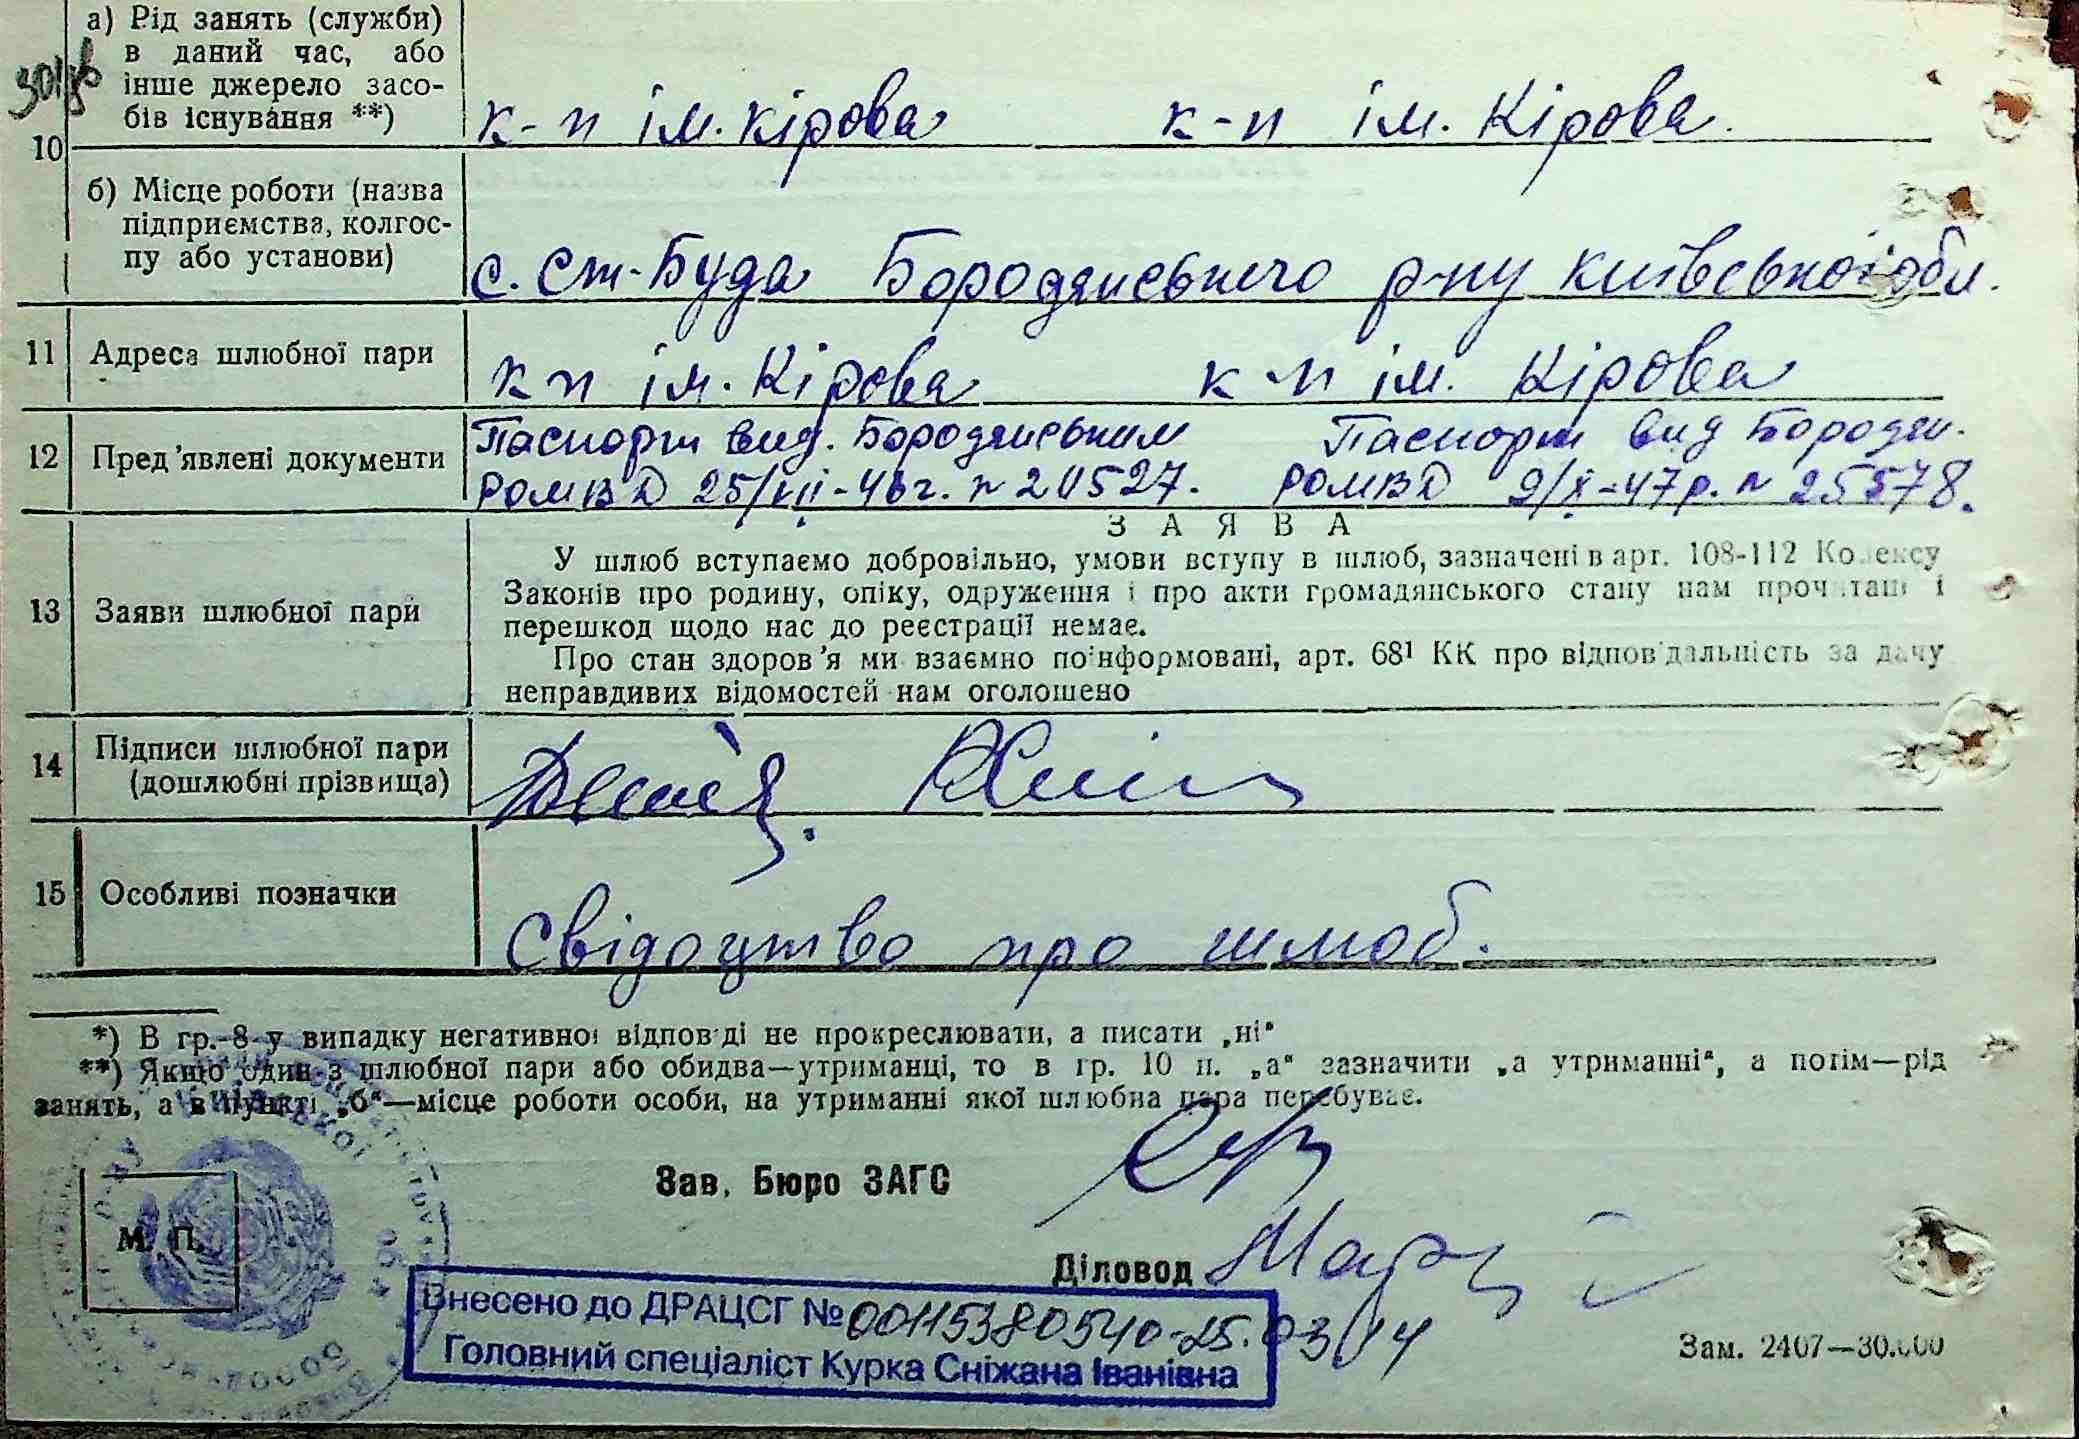 а) Рід занять (служби)
в даний час, або
інше джерело засо-
бів існування **)
к-п ім. Кірова к-п ім. Кірова.
10
б) Місце роботи (назва
підприємства, колгос-
пу або установи)
с. Ст-Буда Бородянського р-ну Київської обл.
11 Адреса шлюбної пари
к п ім. Кірова к-п ім. Кірова
12 Пред'явлені документи
Паспорт вид. Бородянським Паспорт вид Бородян.
РОМВД 25/VII-46г. № 20527. РОМВД 9/X-47р. № 25578.
ЗАЯВА
13 Заяви шлюбної пари
У шлюб вступаємо добровільно, умови вступу в шлюб, зазначені в арт. 108-112 Кодексу
Законів про родину, опіку, одруження і про акти громадянського стану нам прочитані і
перешкод щодо нас до реєстрації немає.
Про стан здоров'я ми взаємно поінформовані, арт. 68¹ КК про відповідальність за дачу
неправдивих відомостей нам оголошено
14 Підписи шлюбної пари
(дошлюбні прізвища)
15 Особливі позначки
Свідоцтво про шлюб.
*) В гр. 8 у випадку негативної відповіді не прокреслювати, а писати „ні“
**) Якщо один з шлюбної пари або обидва—утриманці, то в гр. 10 п. „а“ зазначити „а утриманні“, а потім—рід
занять, а в пункті „б“—місце роботи особи, на утриманні якої шлюбна пара перебуває.
Зав. Бюро ЗАГС
М. П.
Діловод
Внесено до ДРАЦСГ № 00115380540-25.03.14
Головний спеціаліст Курка Сніжана Іванівна
Зам. 2407—30.000